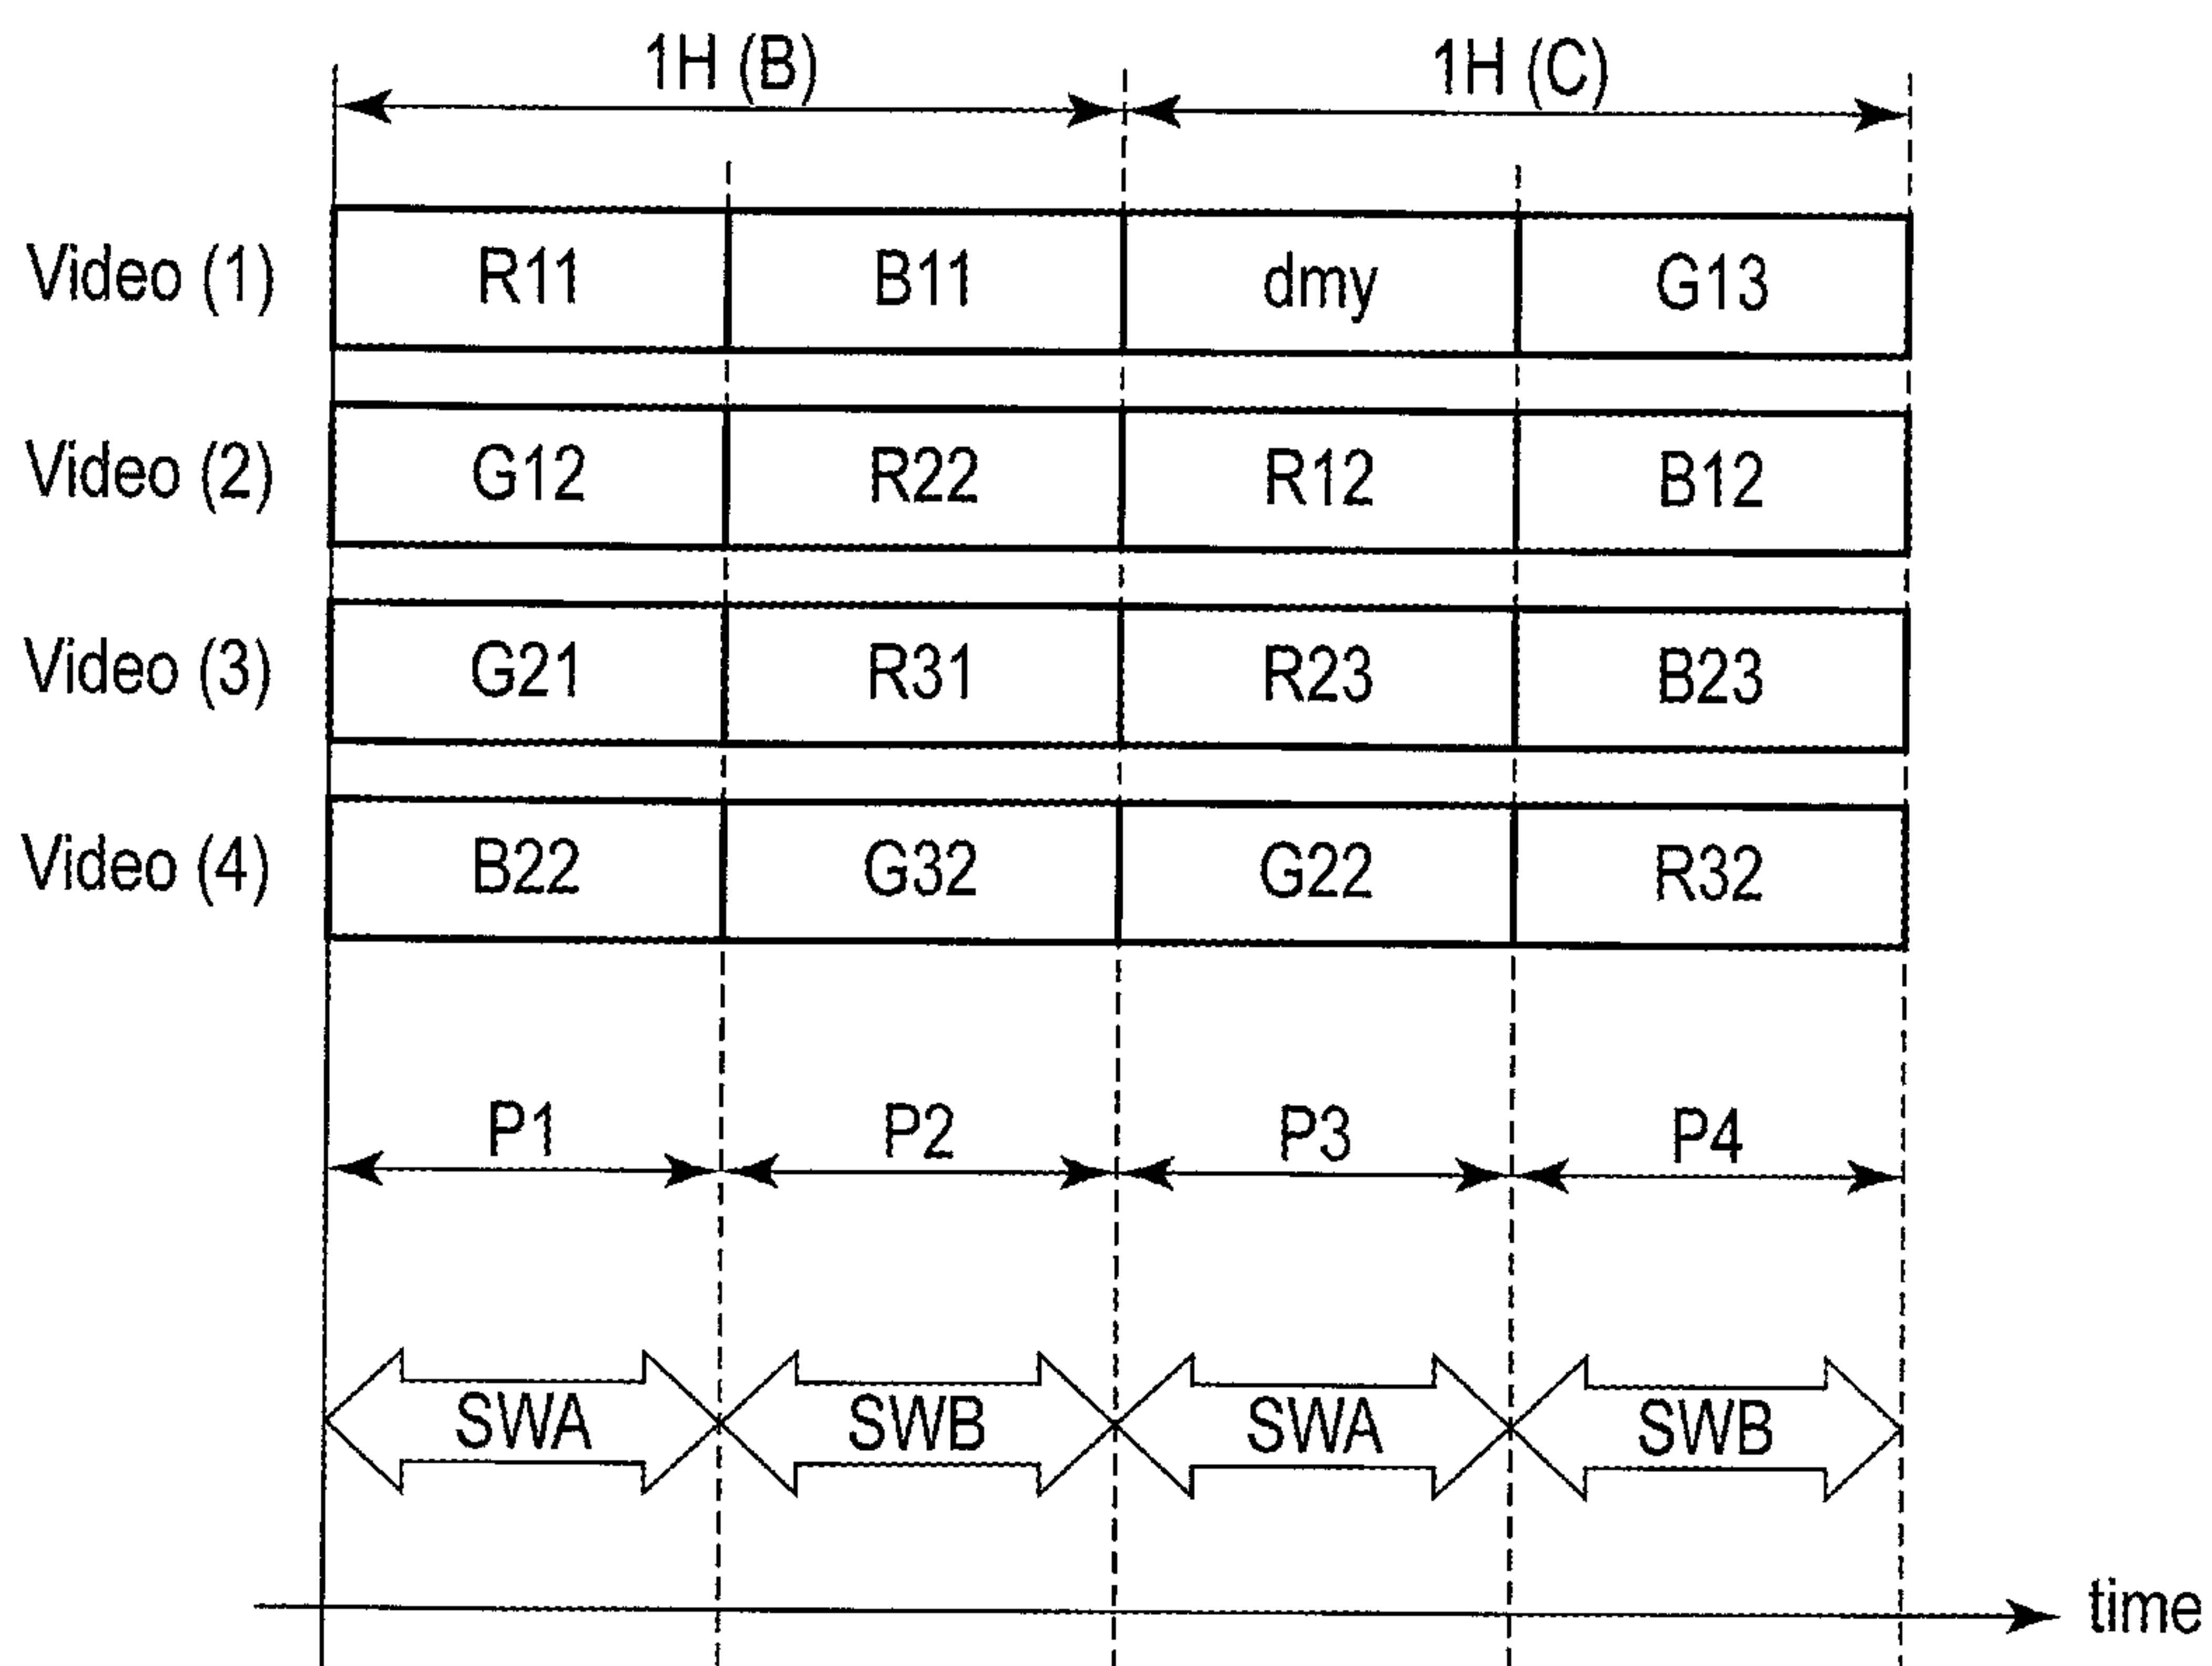 1H (B) 1H (C)
Video (1) R11 B11 dmy G13
Video (2) G12 R22 R12 B12
Video (3) G21 R31 R23 B23
Video (4) B22 G32 G22 R32
P1 P2 P3 P4
SWA SWB SWA SWB
time